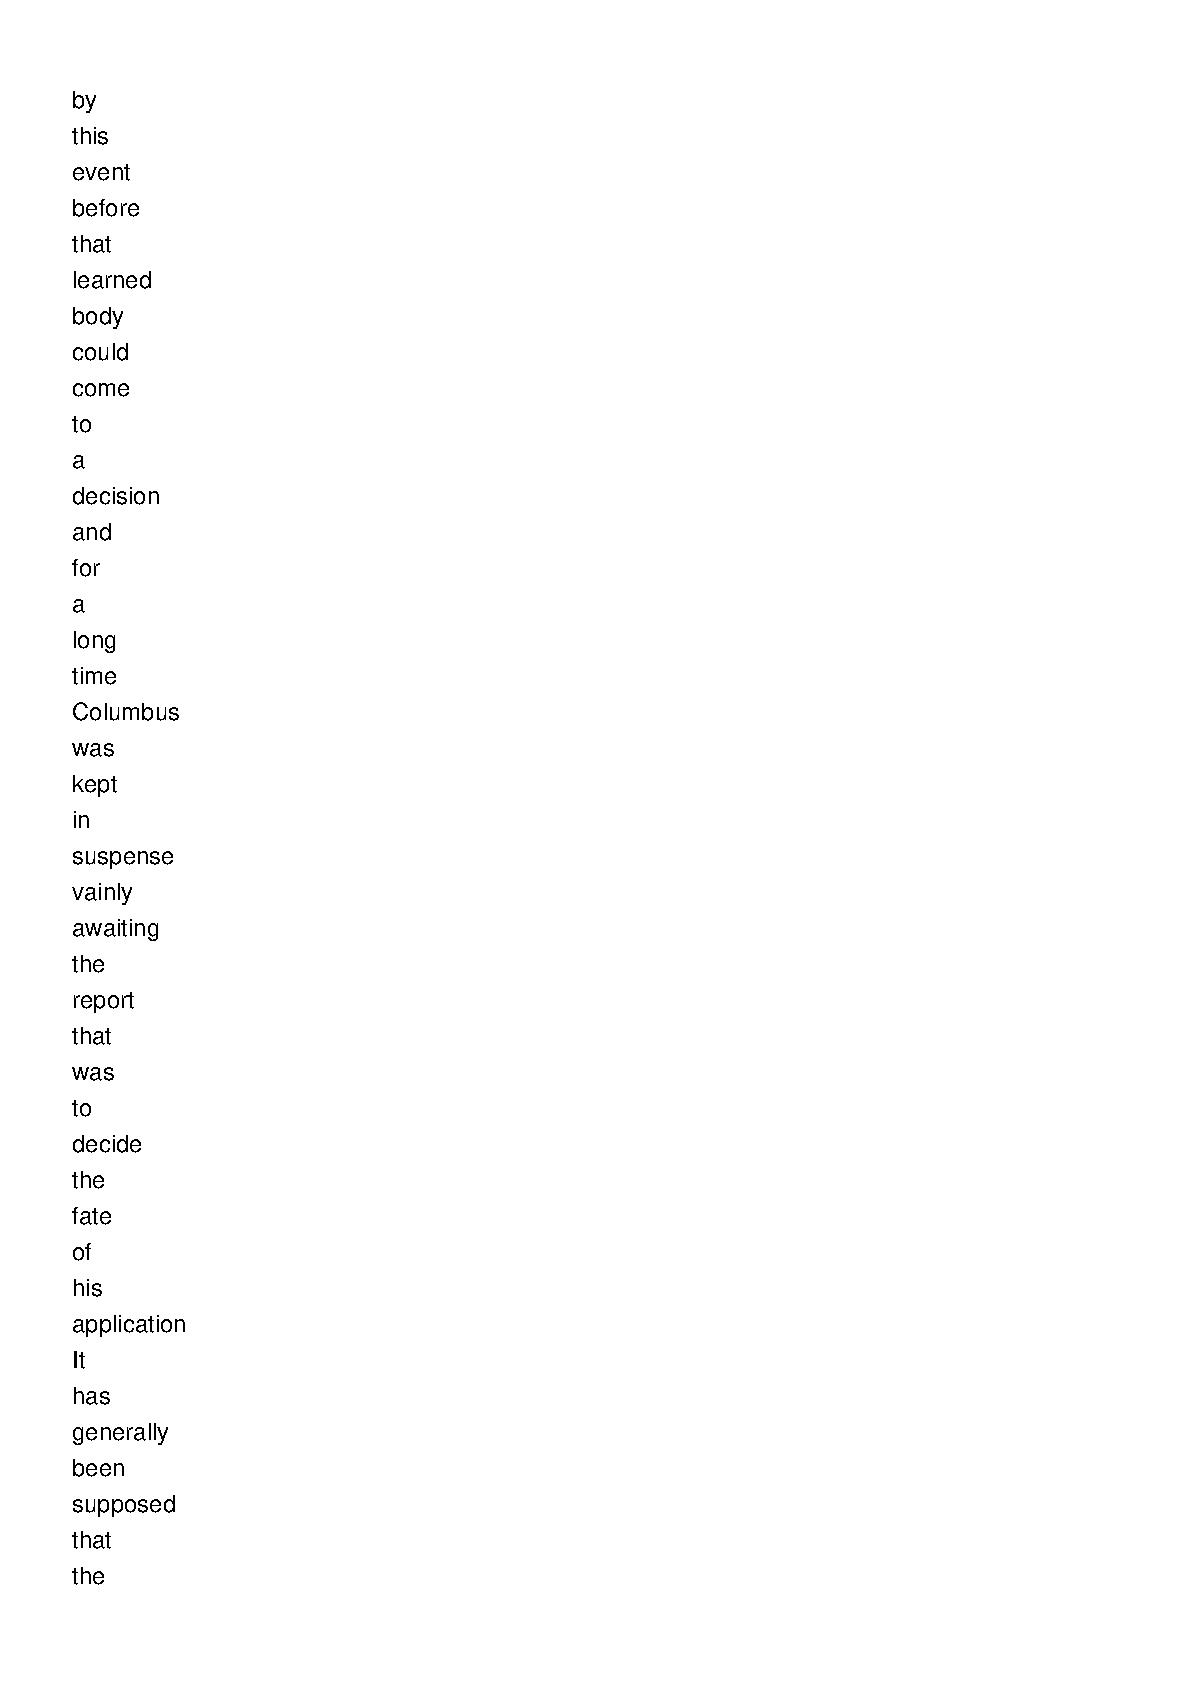 by
this
event
before
that
learned
body
could
come
to
a
decision
and
for
a
long
time
Columbus
was
kept
in
suspense
vainly
awaiting
the
report
that
was
to
decide
the
fate
of
his
application
It
has
generally
been
supposed
that
the